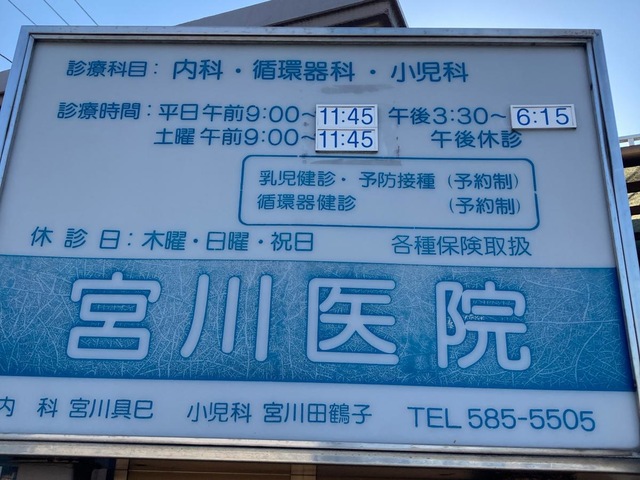 診療科目：内科・循環器科・小児科
診療時間：平日午前9:00～11:45 午後3:30～6:15
土曜午前9:00～11:45 午後休診
乳児健診・予防接種（予約制）
循環器健診（予約制）
休診日：木曜・日曜・祝日 各種保険取扱
宮川医院
内科 宮川具巳 小児科 宮川田鶴子 TEL 585-5505